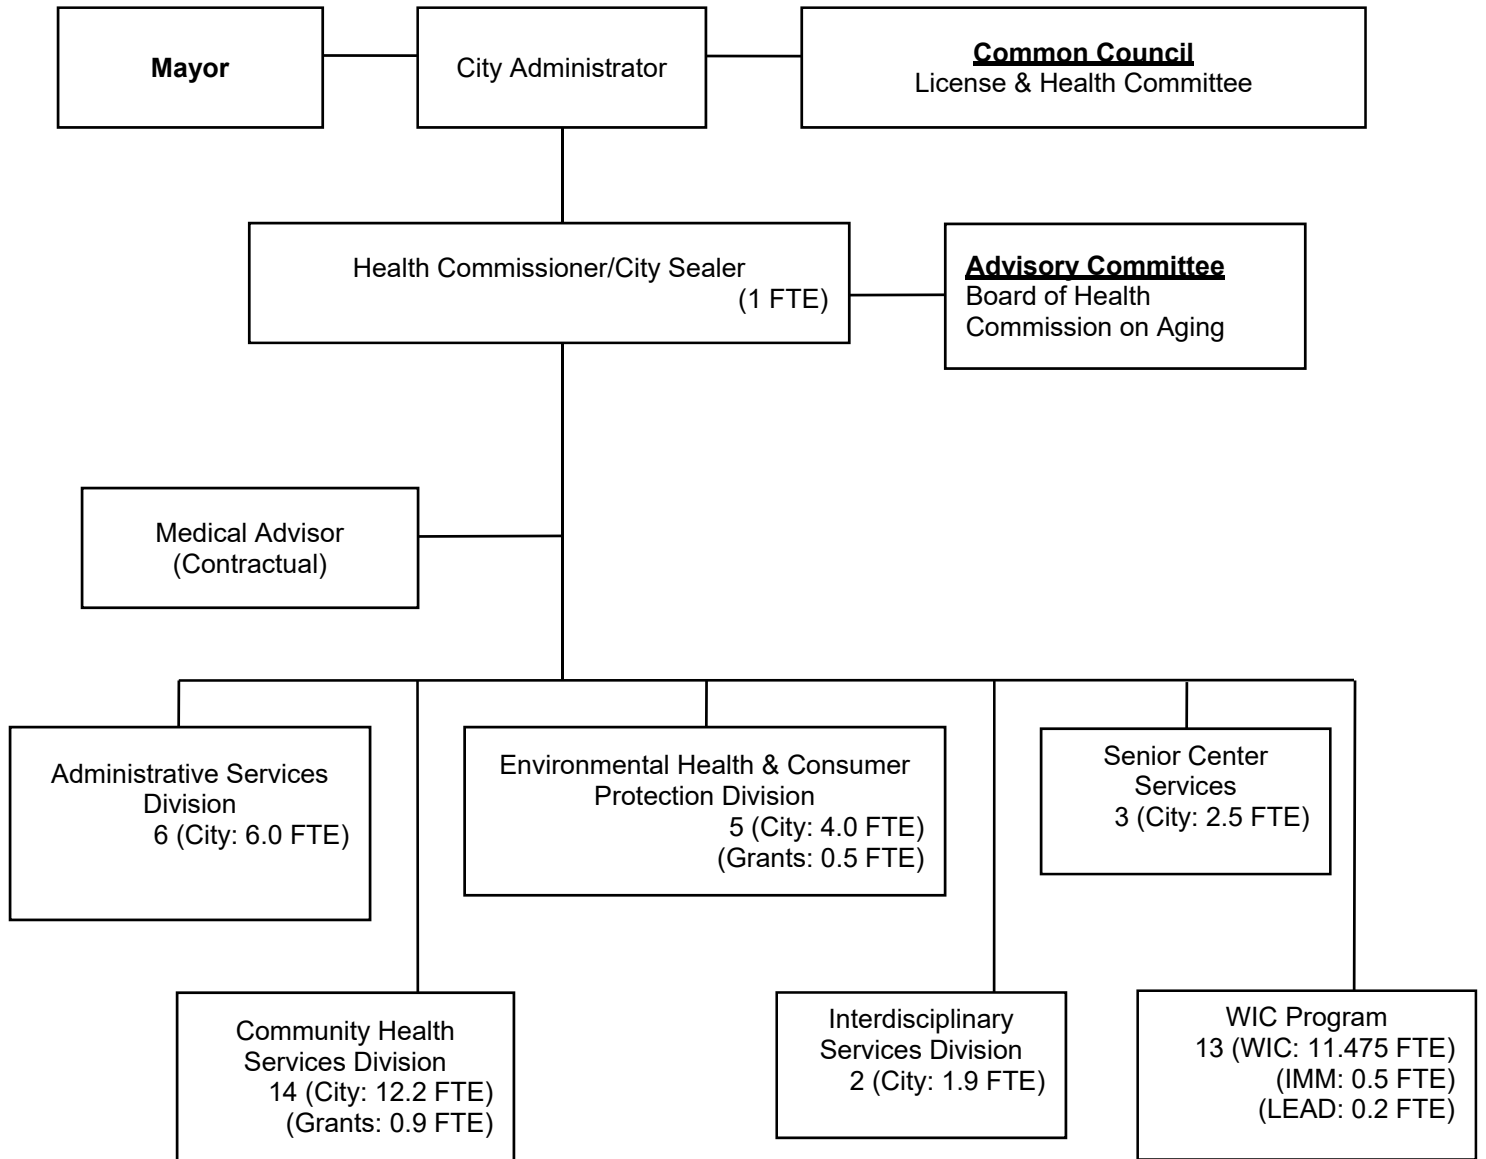 Mayor
City Administrator
Common Council
License & Health Committee
Health Commissioner/City Sealer
(1 FTE)
Advisory Committee
Board of Health
Commission on Aging
Medical Advisor
(Contractual)
Administrative Services
Division
6 (City: 6.0 FTE)
Environmental Health & Consumer
Protection Division
5 (City: 4.0 FTE)
(Grants: 0.5 FTE)
Senior Center
Services
3 (City: 2.5 FTE)
Community Health
Services Division
14 (City: 12.2 FTE)
(Grants: 0.9 FTE)
Interdisciplinary
Services Division
2 (City: 1.9 FTE)
WIC Program
13 (WIC: 11.475 FTE)
(IMM: 0.5 FTE)
(LEAD: 0.2 FTE)